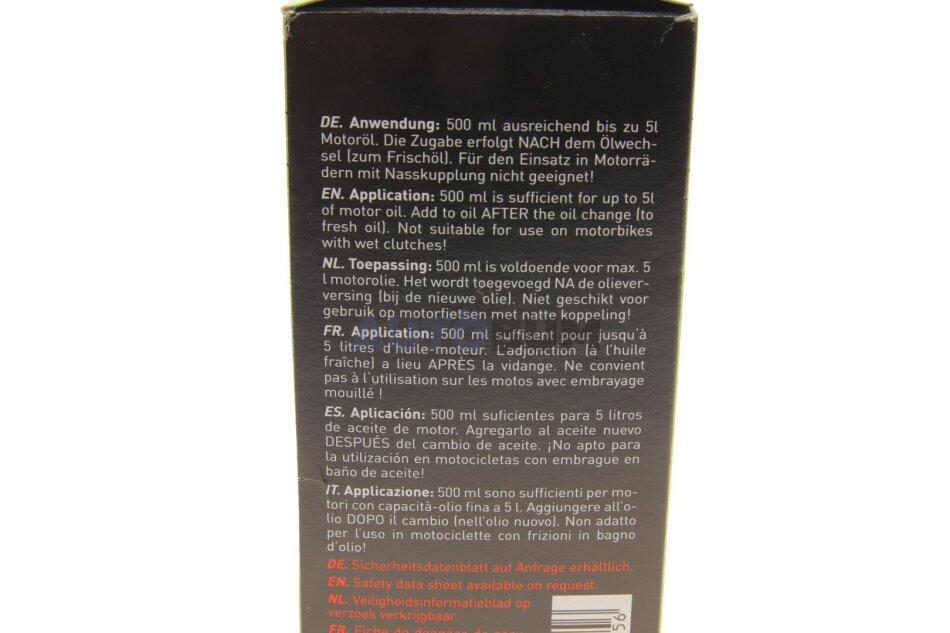 DE. Anwendung: 500 ml ausreichend bis zu 5l
Motoröl. Die Zugabe erfolgt NACH dem Ölwech-
sel (zum Frischöl). Für den Einsatz in Motorrä-
dern mit Nasskupplung nicht geeignet!
EN. Application: 500 ml is sufficient for up to 5l
of motor oil. Add to oil AFTER the oil change (to
fresh oil). Not suitable for use on motorbikes
with wet clutches!
NL. Toepassing: 500 ml is voldoende voor max. 5
l motorolie. Het wordt toegevoegd NA de oliever-
versing (bij de nieuwe olie). Niet geschikt voor
gebruik op motorfietsen met natte koppeling!
FR. Application: 500 ml suffisent pour jusqu'à
5 litres d'huile-moteur. L'adjonction (à l'huile
fraîche) a lieu APRÈS la vidange. Ne convient
pas à l'utilisation sur les motos avec embrayage
mouillé !
ES. Aplicación: 500 ml suficientes para 5 litros
de aceite de motor. Agregarlo al aceite nuevo
DESPUÉS del cambio de aceite. ¡No apto para
la utilización en motocicletas con embrague en
baño de aceite!
IT. Applicazione: 500 ml sono sufficienti per mo-
tori con capacità-olio fina a 5 l. Aggiungere all'o-
lio DOPO il cambio (nell'olio nuovo). Non adatto
per l'uso in motociclette con frizioni in bagno
d'olio!
DE. Sicherheitsdatenblatt auf Anfrage erhältlich.
EN. Safety data sheet available on request.
NL. Veiligheidsinformatieblad op
verzoek verkrijgbaar.
FR. Fiche de données de
56